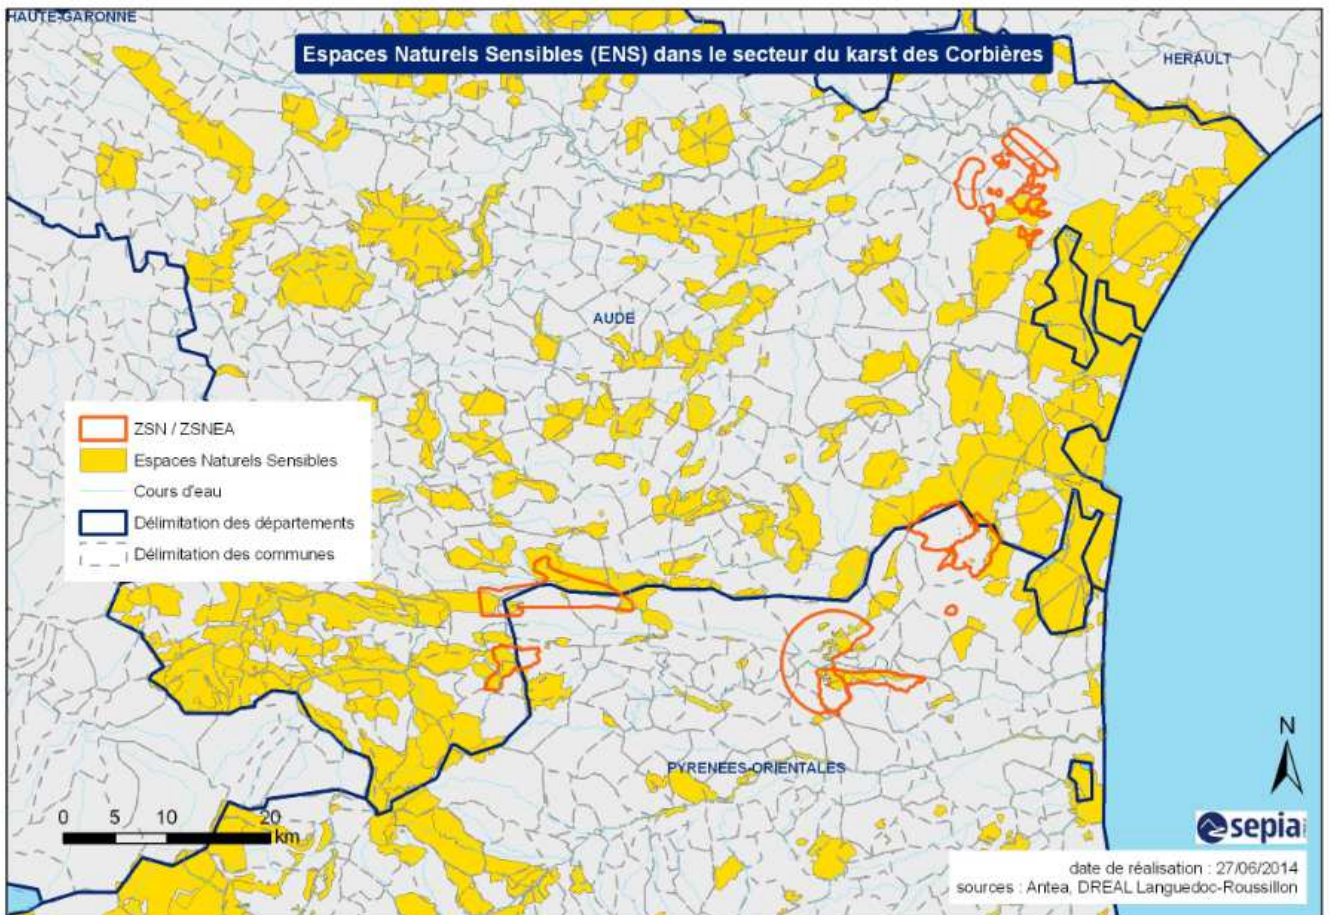 HAUTE-GARONNE
Espaces Naturels Sensibles (ENS) dans le secteur du karst des Corbières
HERAULT
AUDE
ZSN / ZSNEA
Espaces Naturels Sensibles
Cours d'eau
Délimitation des départements
Délimitation des communes
PYRENEES-ORIENTALES
N
0 5 10 20
km
sepia
date de réalisation : 27/06/2014
sources : Antea, DREAL Languedoc-Roussillon